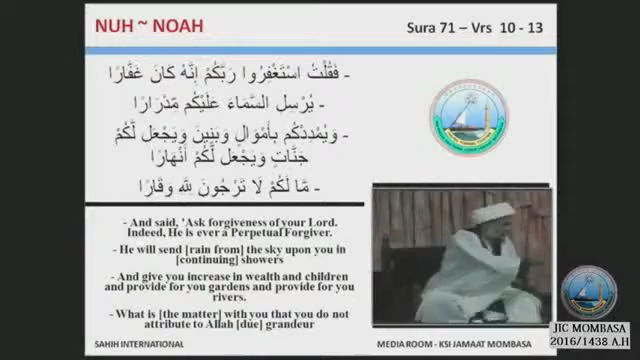 NUH ~ NOAH
Sura 71 – Vrs 10 - 13
- فَقُلْتُ اسْتَغْفِرُوا رَبَّكُمْ إِنَّهُ كَانَ غَفَّارًا
- يُرْسِلِ السَّمَاءَ عَلَيْكُم مِّدْرَارًا
- وَيُمْدِدْكُم بِأَمْوَالٍ وَبَنِينَ وَيَجْعَل لَّكُمْ
جَنَّاتٍ وَيَجْعَل لَّكُمْ أَنْهَارًا
- مَّا لَكُمْ لَا تَرْجُونَ لِلَّهِ وَقَارًا
- And said, 'Ask forgiveness of your Lord.
Indeed, He is ever a Perpetual Forgiver.
- He will send [rain from] the sky upon you in
[continuing] showers
- And give you increase in wealth and children
and provide for you gardens and provide for you
rivers.
- What is [the matter] with you that you do not
attribute to Allah [due] grandeur
SAHIH INTERNATIONAL
MEDIA ROOM - KSI JAMAAT MOMBASA
JIC MOMBASA
2016/1438 A.H